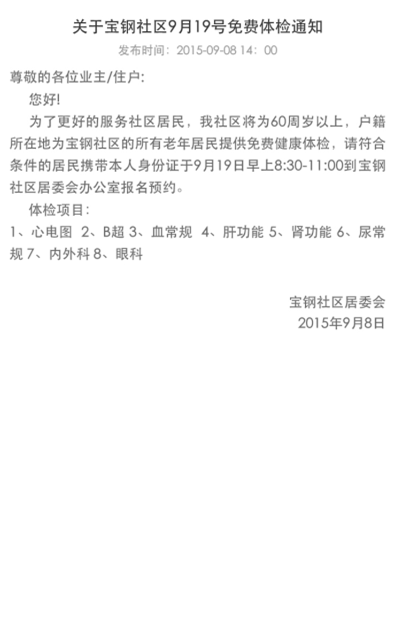 关于宝钢社区9月19号免费体检通知
发布时间：2015-09-08 14：00
尊敬的各位业主/住户:
您好!
为了更好的服务社区居民，我社区将为60周岁以上，户籍
所在地为宝钢社区的所有老年居民提供免费健康体检，请符合
条件的居民携带本人身份证于9月19日早上8:30-11:00到宝钢
社区居委会办公室报名预约。
体检项目：
1、心电图 2、B超 3、血常规 4、肝功能 5、肾功能 6、尿常
规 7、内外科 8、眼科
宝钢社区居委会
2015年9月8日